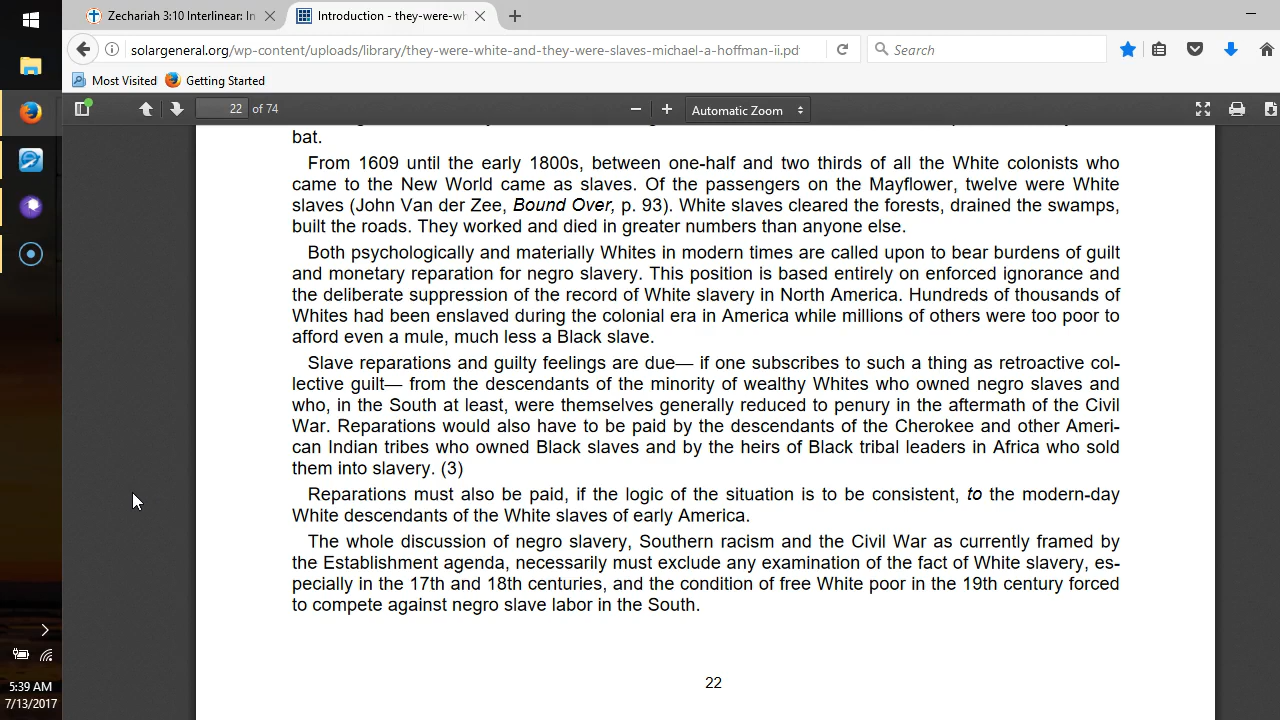 Zechariah 3:10 Interlinear: In
Introduction - they-were-wh
solargeneral.org/wp-content/uploads/library/they-were-white-and-they-were-slaves-michael-a-hoffman-ii.pd
Search
Most Visited
Getting Started
22 of 74
Automatic Zoom
bat.
From 1609 until the early 1800s, between one-half and two thirds of all the White colonists who
came to the New World came as slaves. Of the passengers on the Mayflower, twelve were White
slaves (John Van der Zee, Bound Over, p. 93). White slaves cleared the forests, drained the swamps,
built the roads. They worked and died in greater numbers than anyone else.
Both psychologically and materially Whites in modern times are called upon to bear burdens of guilt
and monetary reparation for negro slavery. This position is based entirely on enforced ignorance and
the deliberate suppression of the record of White slavery in North America. Hundreds of thousands of
Whites had been enslaved during the colonial era in America while millions of others were too poor to
afford even a mule, much less a Black slave.
Slave reparations and guilty feelings are due— if one subscribes to such a thing as retroactive col-
lective guilt— from the descendants of the minority of wealthy Whites who owned negro slaves and
who, in the South at least, were themselves generally reduced to penury in the aftermath of the Civil
War. Reparations would also have to be paid by the descendants of the Cherokee and other Ameri-
can Indian tribes who owned Black slaves and by the heirs of Black tribal leaders in Africa who sold
them into slavery. (3)
Reparations must also be paid, if the logic of the situation is to be consistent, to the modern-day
White descendants of the White slaves of early America.
The whole discussion of negro slavery, Southern racism and the Civil War as currently framed by
the Establishment agenda, necessarily must exclude any examination of the fact of White slavery, es-
pecially in the 17th and 18th centuries, and the condition of free White poor in the 19th century forced
to compete against negro slave labor in the South.
22
5:39 AM
7/13/2017